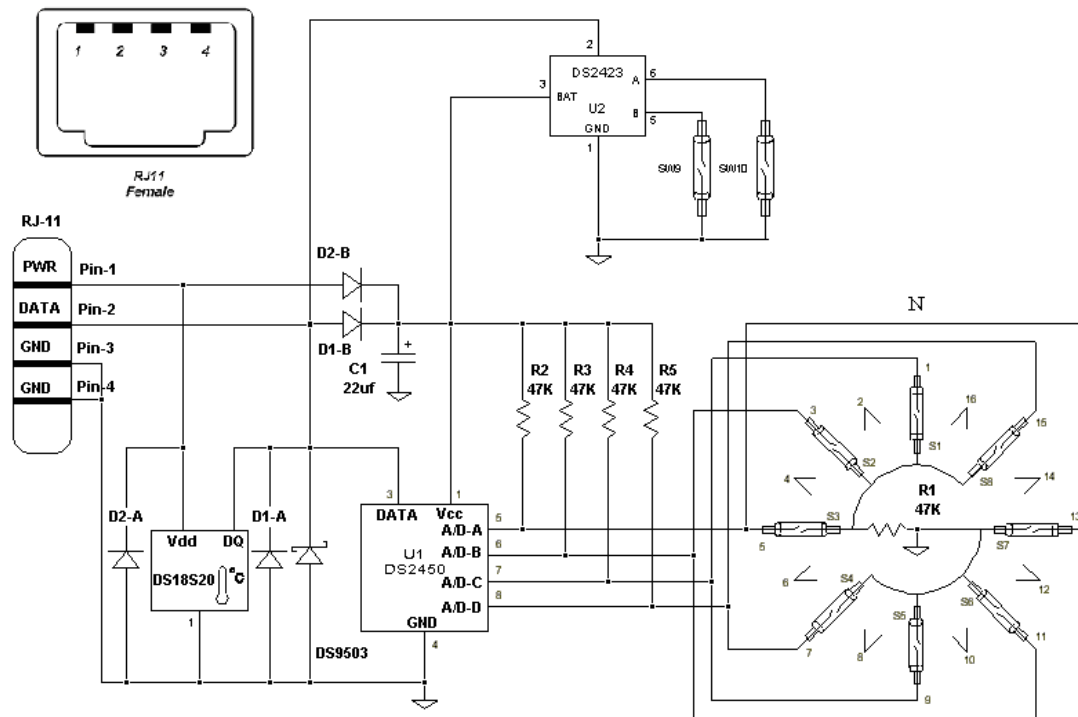 1 2 3 4
RJ11
Female
RJ-11
PWR Pin-1
DATA Pin-2
GND Pin-3
GND Pin-4
D2-B
D1-B
C1
22uf
+
2
DS2423
3 BAT A 6
U2
B 5
GND
1
SW9 SW10
N
R2 R3 R4 R5
47K 47K 47K 47K
D2-A
D1-A
Vdd DQ
DS18S20 °C
1
DS9503
3 1
DATA Vcc
A/D-A 5
U1
A/D-B 6
DS2450
A/D-C 7
A/D-D 8
GND
4
1
2 16
3 15
S1
S2 S8
4 14
R1
47K
S3
5 13
S7
6 12
S4
S5 S6
7 11
8 10
9